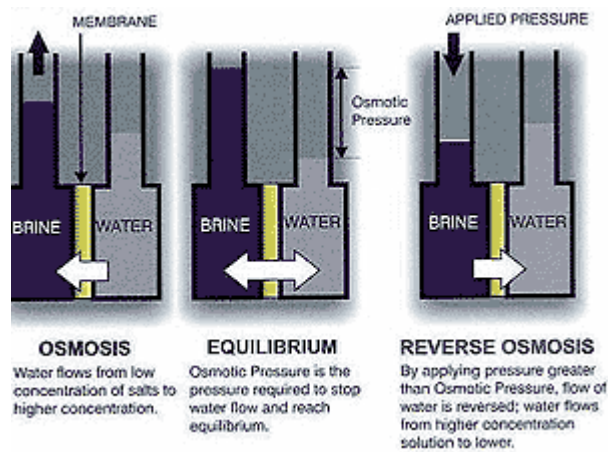 MEMBRANE
APPLIED PRESSURE
Osmotic
Pressure
BRINE
WATER
BRINE
WATER
BRINE
WATER
OSMOSIS
Water flows from low
concentration of salts to
higher concentration.
EQUILIBRIUM
Osmotic Pressure is the
pressure required to stop
water flow and reach
equilibrium.
REVERSE OSMOSIS
By applying pressure greater
than Osmotic Pressure, flow of
water is reversed; water flows
from higher concentration
solution to lower.